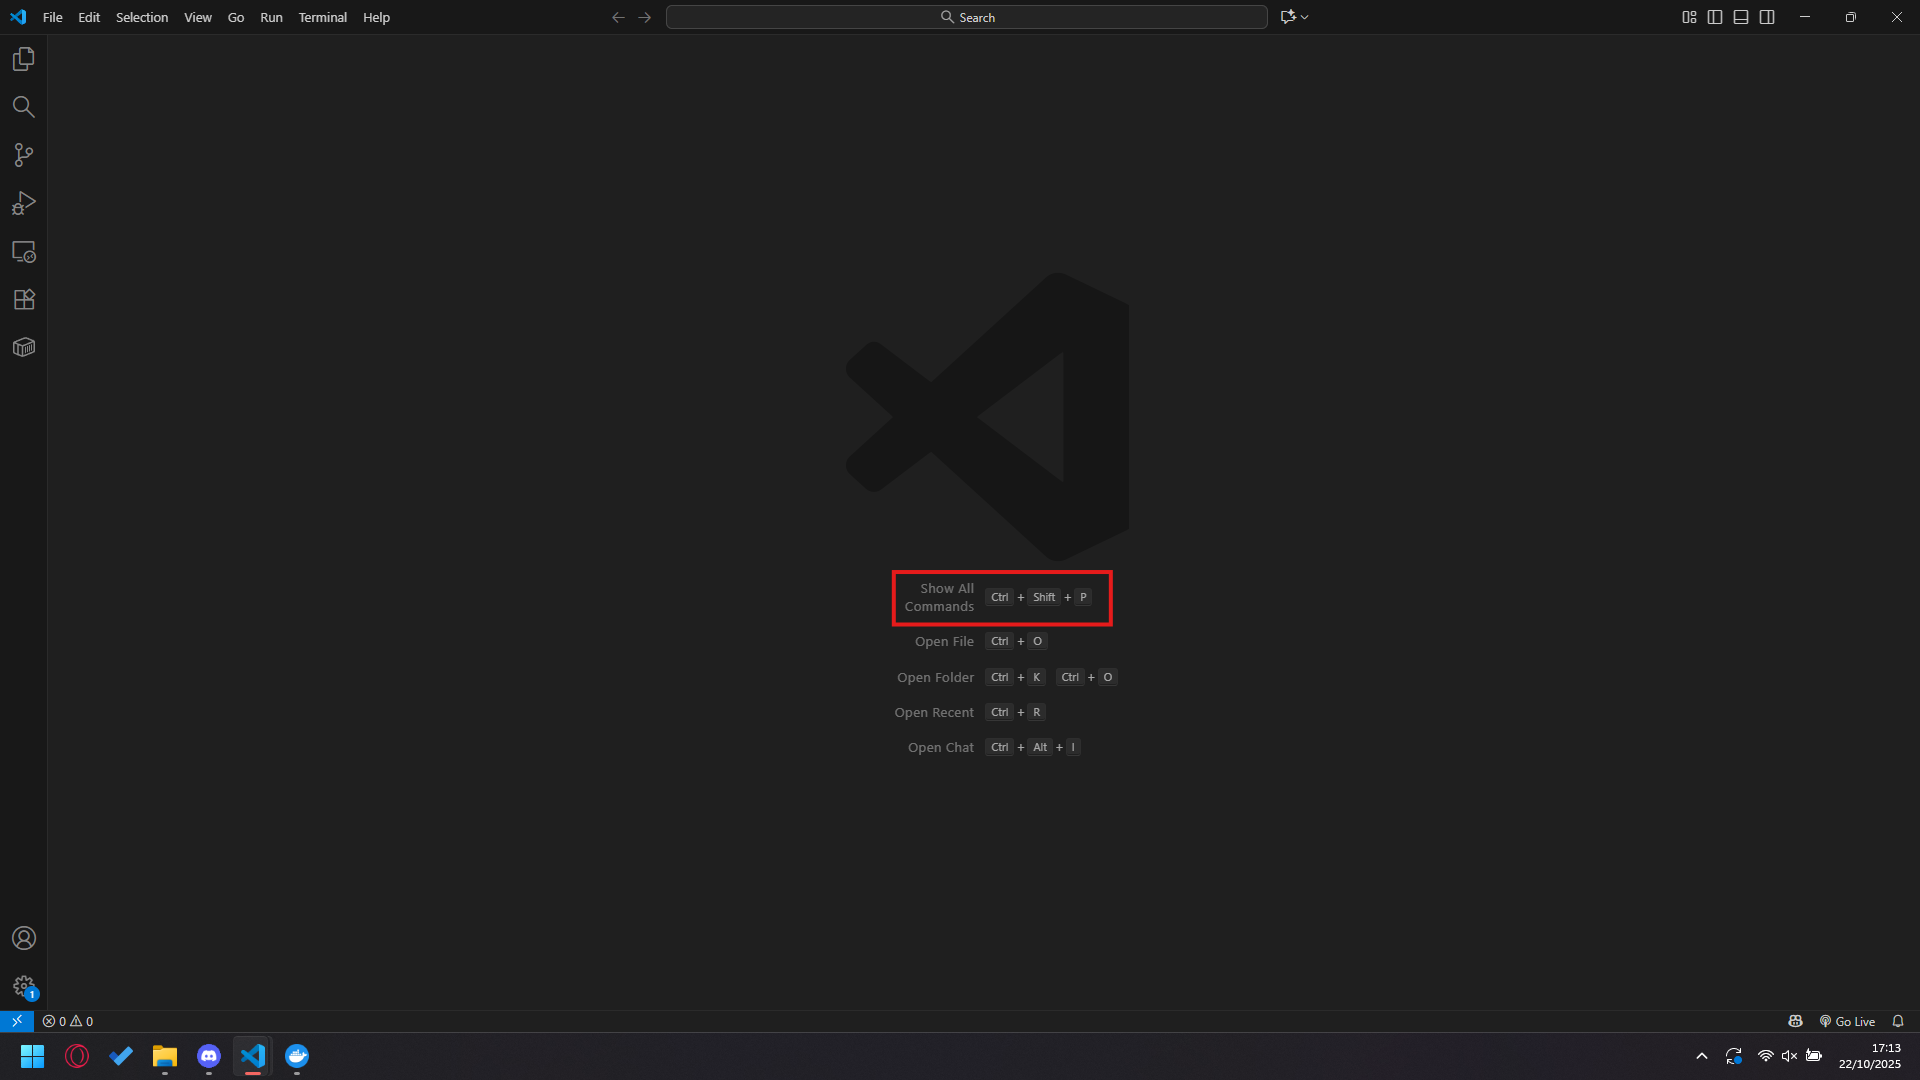 File Edit Selection View Go Run Terminal Help
Search
Show All
Commands
Ctrl + Shift + P
Open File Ctrl + O
Open Folder Ctrl + K Ctrl + O
Open Recent Ctrl + R
Open Chat Ctrl + Alt + I
1
0 0
Go Live
17:13
22/10/2025